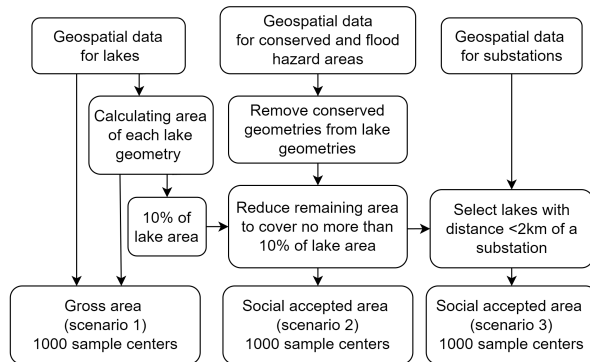 Geospatial data
for lakes
Geospatial data
for conserved and flood
hazard areas
Geospatial data
for substations
Calculating area
of each lake
geometry
Remove conserved
geometries from lake
geometries
10% of
lake area
Reduce remaining area
to cover no more than
10% of lake area
Select lakes with
distance <2km of a
substation
Gross area
(scenario 1)
1000 sample centers
Social accepted area
(scenario 2)
1000 sample centers
Social accepted area
(scenario 3)
1000 sample centers